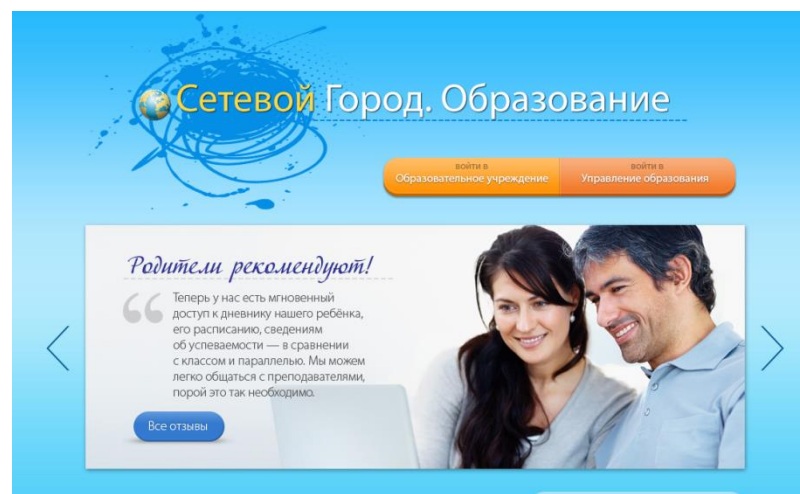 Сетевой Город. Образование
войти в
Образовательное учреждение
войти в
Управление образования
Родители рекомендуют!
“
Теперь у нас есть мгновенный
доступ к дневнику нашего ребёнка,
его расписанию, сведениям
об успеваемости — в сравнении
с классом и параллелью. Мы можем
легко общаться с преподавателями,
порой это так необходимо.
Все отзывы